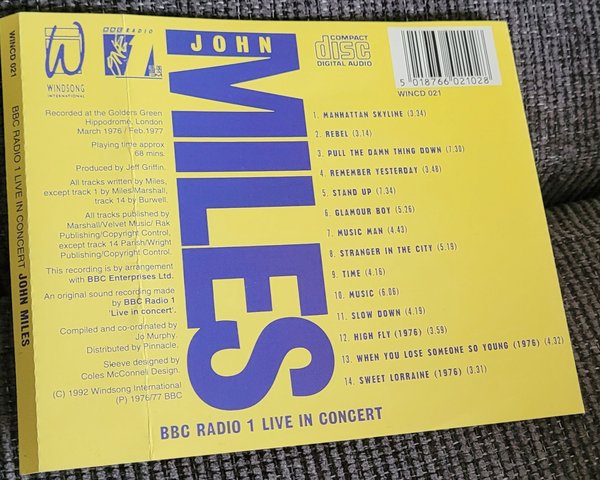 WINCD 021
BBC RADIO 1 LIVE IN CONCERT JOHN MILES
WINDSONG
INTERNATIONAL
BBC RADIO
Recorded at the Golders Green
Hippodrome, London
March 1976 / Feb.1977
Playing time approx
68 mins.
Produced by Jeff Griffin.
All tracks written by Miles,
except track 1 by Miles/Marshall,
track 14 by Burwell.
All tracks published by
Marshall/Velvet Music/ Rak
Publishing/Copyright Control,
except track 14 Parish/Wright
Publishing/Copyright Control.
This recording is by arrangement
with BBC Enterprises Ltd.
An original sound recording made
by BBC Radio 1
'Live in concert'.
Compiled and co-ordinated by
Jo Murphy.
Distributed by Pinnacle.
Sleeve designed by
Coles McConnell Design.
(C) 1992 Windsong International
(P) 1976/77 BBC
JOHN
MILES
BBC RADIO 1 LIVE IN CONCERT
COMPACT
disc
DIGITAL AUDIO
5 018766 021028
WINCD 021
1. MANHATTAN SKYLINE (3.34)
2. REBEL (3.14)
3. PULL THE DAMN THING DOWN (7.30)
4. REMEMBER YESTERDAY (3.48)
5. STAND UP (7.34)
6. GLAMOUR BOY (5.26)
7. MUSIC MAN (4.43)
8. STRANGER IN THE CITY (5.19)
9. TIME (4.16)
10. MUSIC (6.06)
11. SLOW DOWN (4.19)
12. HIGH FLY (1976) (3.59)
13. WHEN YOU LOSE SOMEONE SO YOUNG (1976) (4.32)
14. SWEET LORRAINE (1976) (3.31)